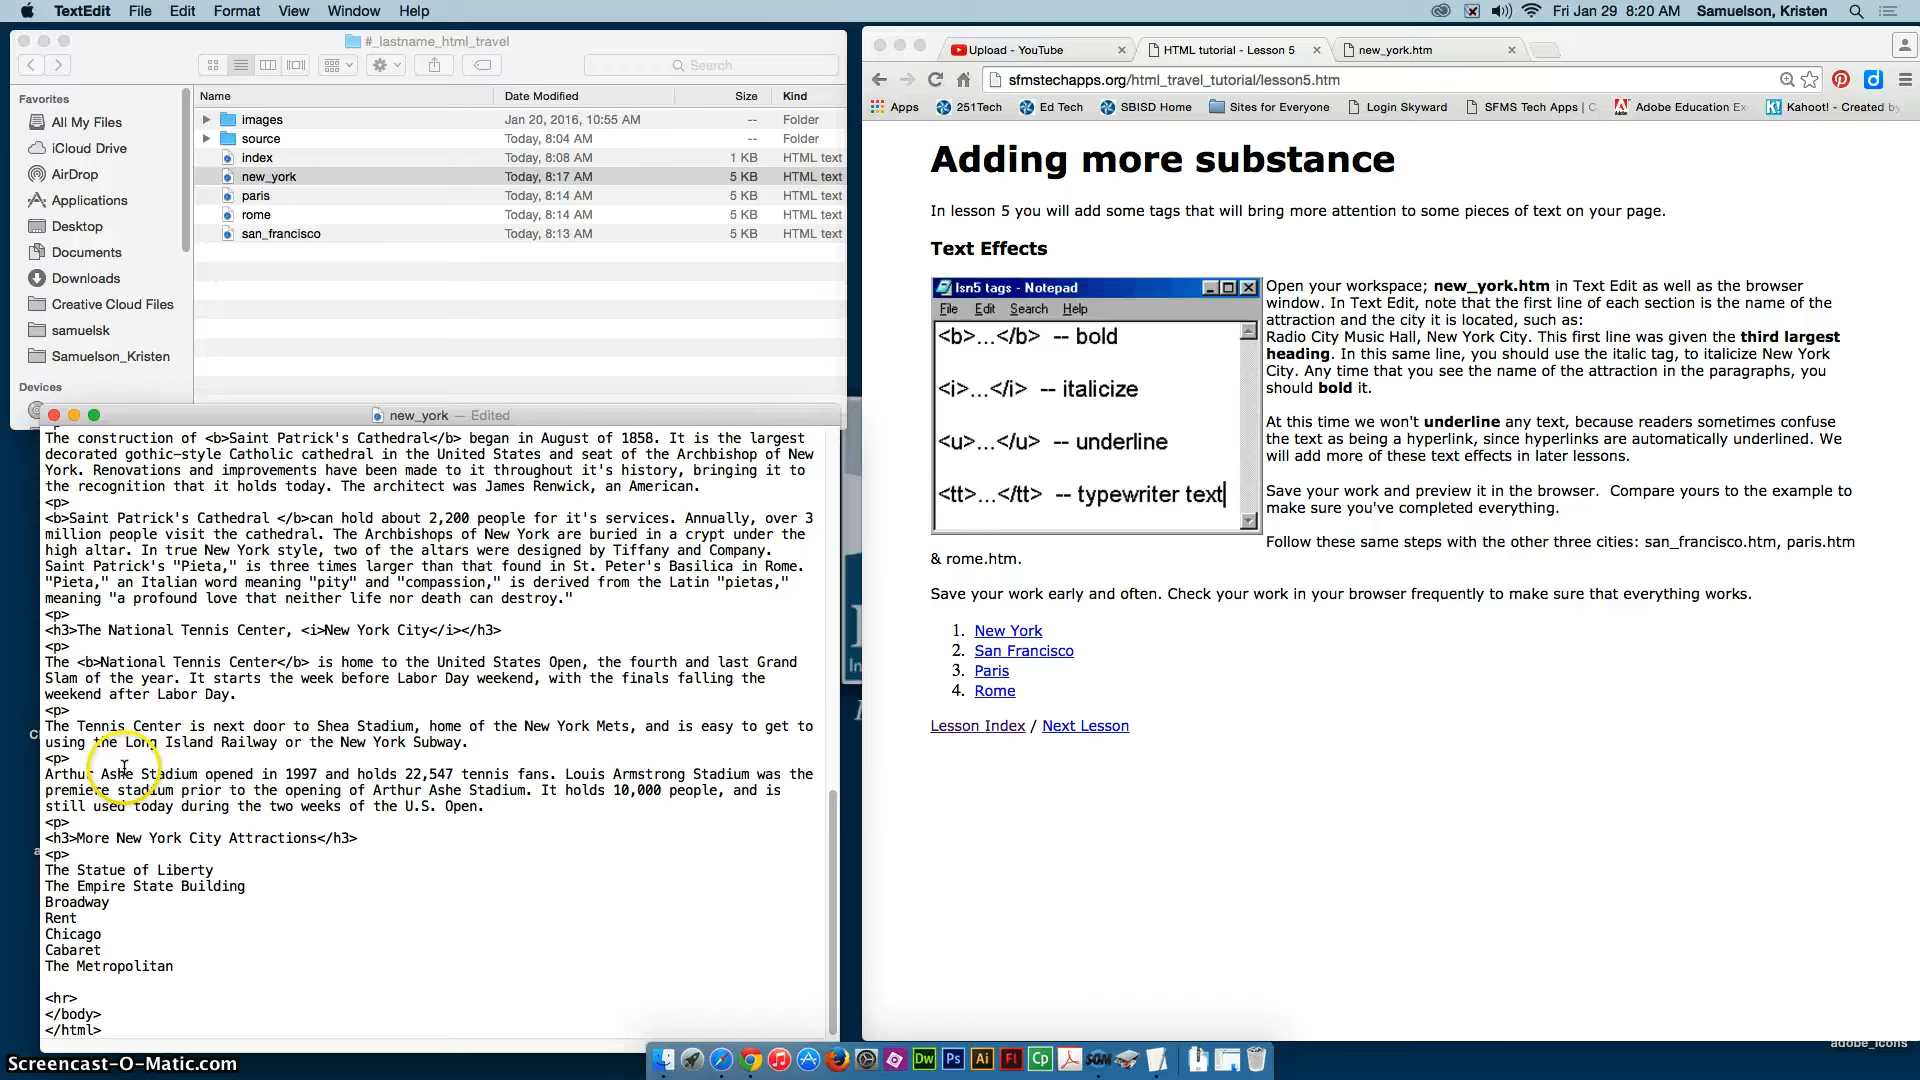 TextEdit File Edit Format View Window Help Fri Jan 29 8:20 AM Samuelson, Kristen
#_lastname_html_travel
Search
Favorites
All My Files
iCloud Drive
AirDrop
Applications
Desktop
Documents
Downloads
Creative Cloud Files
samuelsk
Samuelson_Kristen
Devices
Name Date Modified Size Kind
images Jan 20, 2016, 10:55 AM -- Folder
source Today, 8:04 AM -- Folder
index Today, 8:08 AM 1 KB HTML text
new_york Today, 8:17 AM 5 KB HTML text
paris Today, 8:14 AM 5 KB HTML text
rome Today, 8:14 AM 5 KB HTML text
san_francisco Today, 8:13 AM 5 KB HTML text
new_york — Edited
The construction of <b>Saint Patrick's Cathedral</b> began in August of 1858. It is the largest
decorated gothic-style Catholic cathedral in the United States and seat of the Archbishop of New
York. Renovations and improvements have been made to it throughout it's history, bringing it to
the recognition that it holds today. The architect was James Renwick, an American.
<p>
<b>Saint Patrick's Cathedral </b>can hold about 2,200 people for it's services. Annually, over 3
million people visit the cathedral. The Archbishops of New York are buried in a crypt under the
high altar. In true New York style, two of the altars were designed by Tiffany and Company.
Saint Patrick's "Pieta," is three times larger than that found in St. Peter's Basilica in Rome.
"Pieta," an Italian word meaning "pity" and "compassion," is derived from the Latin "pietas,"
meaning "a profound love that neither life nor death can destroy."
<p>
<h3>The National Tennis Center, <i>New York City</i></h3>
<p>
The <b>National Tennis Center</b> is home to the United States Open, the fourth and last Grand
Slam of the year. It starts the week before Labor Day weekend, with the finals falling the
weekend after Labor Day.
<p>
The Tennis Center is next door to Shea Stadium, home of the New York Mets, and is easy to get to
using the Long Island Railway or the New York Subway.
<p>
Arthur Ashe Stadium opened in 1997 and holds 22,547 tennis fans. Louis Armstrong Stadium was the
premiere stadium prior to the opening of Arthur Ashe Stadium. It holds 10,000 people, and is
still used today during the two weeks of the U.S. Open.
<p>
<h3>More New York City Attractions</h3>
<p>
The Statue of Liberty
The Empire State Building
Broadway
Rent
Chicago
Cabaret
The Metropolitan
<hr>
</body>
</html>
Upload - YouTube HTML tutorial - Lesson 5 new_york.htm
sfmstechapps.org/html_travel_tutorial/lesson5.htm
Apps 251Tech Ed Tech SBISD Home Sites for Everyone Login Skyward SFMS Tech Apps | C Adobe Education Ex Kahoot! - Created by
Adding more substance
In lesson 5 you will add some tags that will bring more attention to some pieces of text on your page.
Text Effects
lsn5 tags - Notepad
File Edit Search Help
<b>...</b> -- bold
<i>...</i> -- italicize
<u>...</u> -- underline
<tt>...</tt> -- typewriter text
Open your workspace; new_york.htm in Text Edit as well as the browser
window. In Text Edit, note that the first line of each section is the name of the
attraction and the city it is located, such as:
Radio City Music Hall, New York City. This first line was given the third largest
heading. In this same line, you should use the italic tag, to italicize New York
City. Any time that you see the name of the attraction in the paragraphs, you
should bold it.
At this time we won't underline any text, because readers sometimes confuse
the text as being a hyperlink, since hyperlinks are automatically underlined. We
will add more of these text effects in later lessons.
Save your work and preview it in the browser. Compare yours to the example to
make sure you've completed everything.
Follow these same steps with the other three cities: san_francisco.htm, paris.htm
& rome.htm.
Save your work early and often. Check your work in your browser frequently to make sure that everything works.
1. New York
2. San Francisco
3. Paris
4. Rome
Lesson Index / Next Lesson
Dw Ps Ai Fl Cp SOM
adobe_icons
Screencast-O-Matic.com